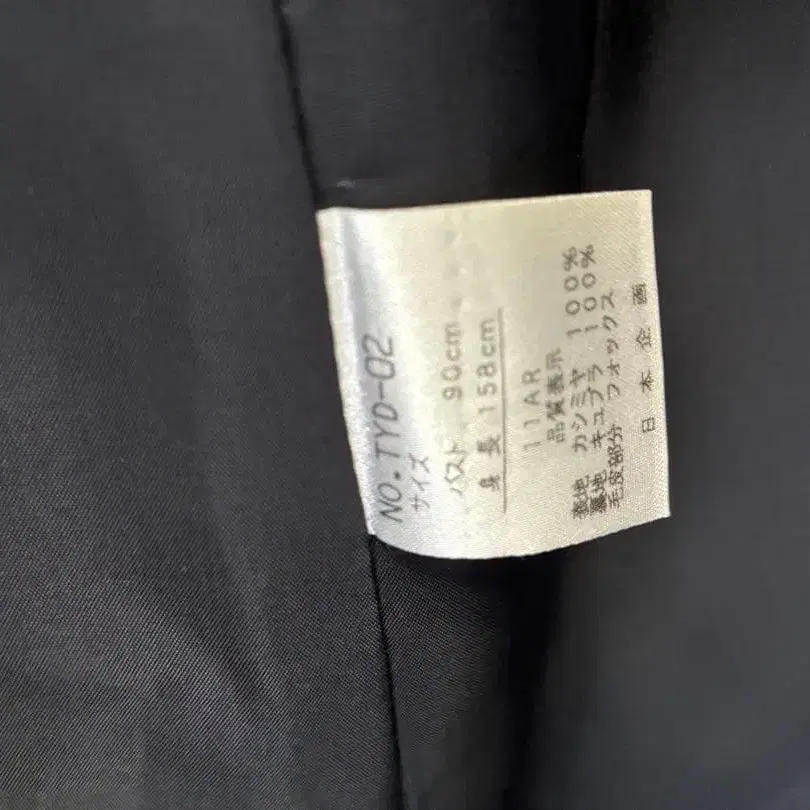 NO.TYD-02
サイズ
バスト 90cm
身長 158cm
11AR
品質表示
表地 カシミヤ 100%
裏地 キュプラ 100%
毛皮部分 フォックス
日本企画